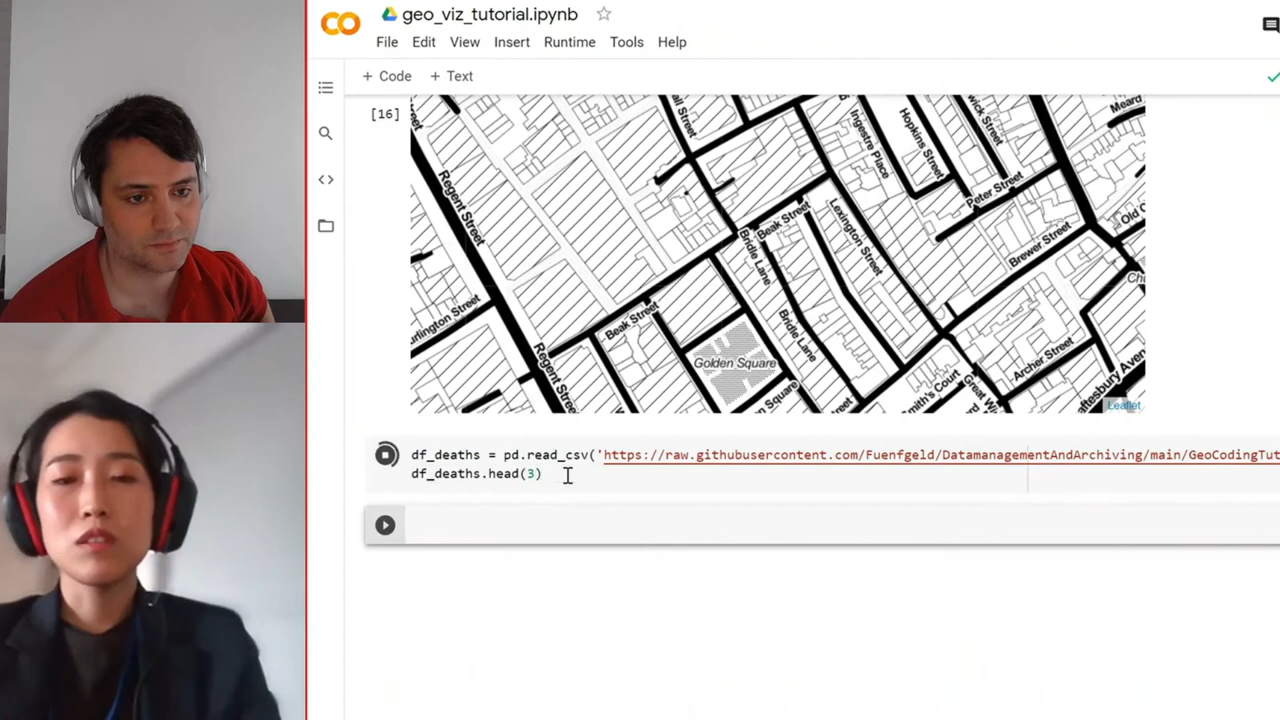 geo_viz_tutorial.ipynb
File Edit View Insert Runtime Tools Help
+ Code + Text
[16]
Regent Street
Beak Street
Bridle Lane
Lexington Street
Ingestre Place
Hopkins Street
Peter Street
Brewer Street
Meard
Regent Street
Beak Street
Bridle Lane
Golden Square
Archer Street
Leaflet
df_deaths = pd.read_csv('https://raw.githubusercontent.com/Fuenfgeld/DatamanagementAndArchiving/main/GeoCodingTut
df_deaths.head(3)